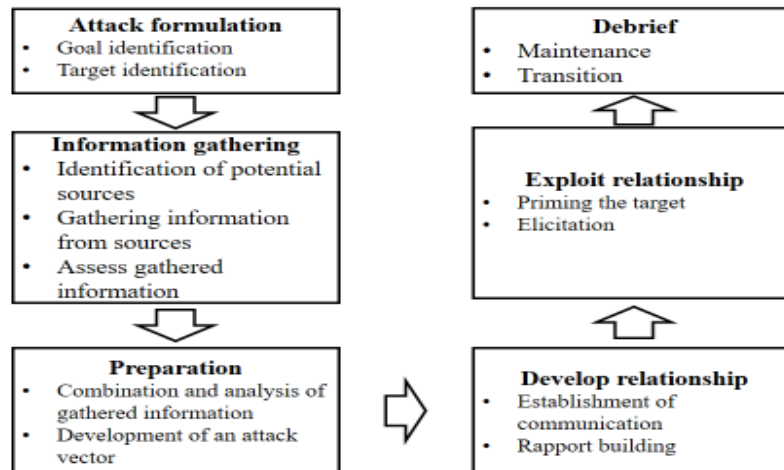 Attack formulation
• Goal identification
• Target identification
Information gathering
• Identification of potential
sources
• Gathering information
from sources
• Assess gathered
information
Preparation
• Combination and analysis of
gathered information
• Development of an attack
vector
Develop relationship
• Establishment of
communication
• Rapport building
Exploit relationship
• Priming the target
• Elicitation
Debrief
• Maintenance
• Transition